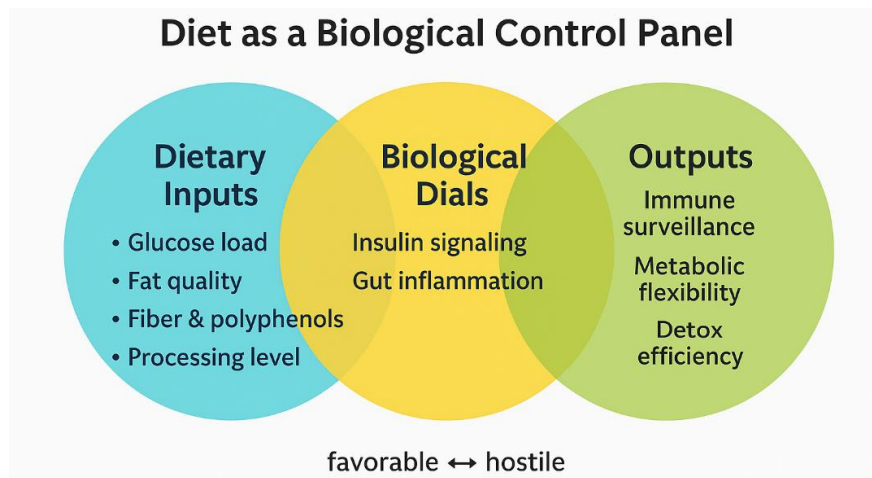 Diet as a Biological Control Panel
Dietary
Inputs
• Glucose load
• Fat quality
• Fiber & polyphenols
• Processing level
Biological
Dials
Insulin signaling
Gut inflammation
Outputs
Immune
surveillance
Metabolic
flexibility
Detox
efficiency
favorable ↔ hostile